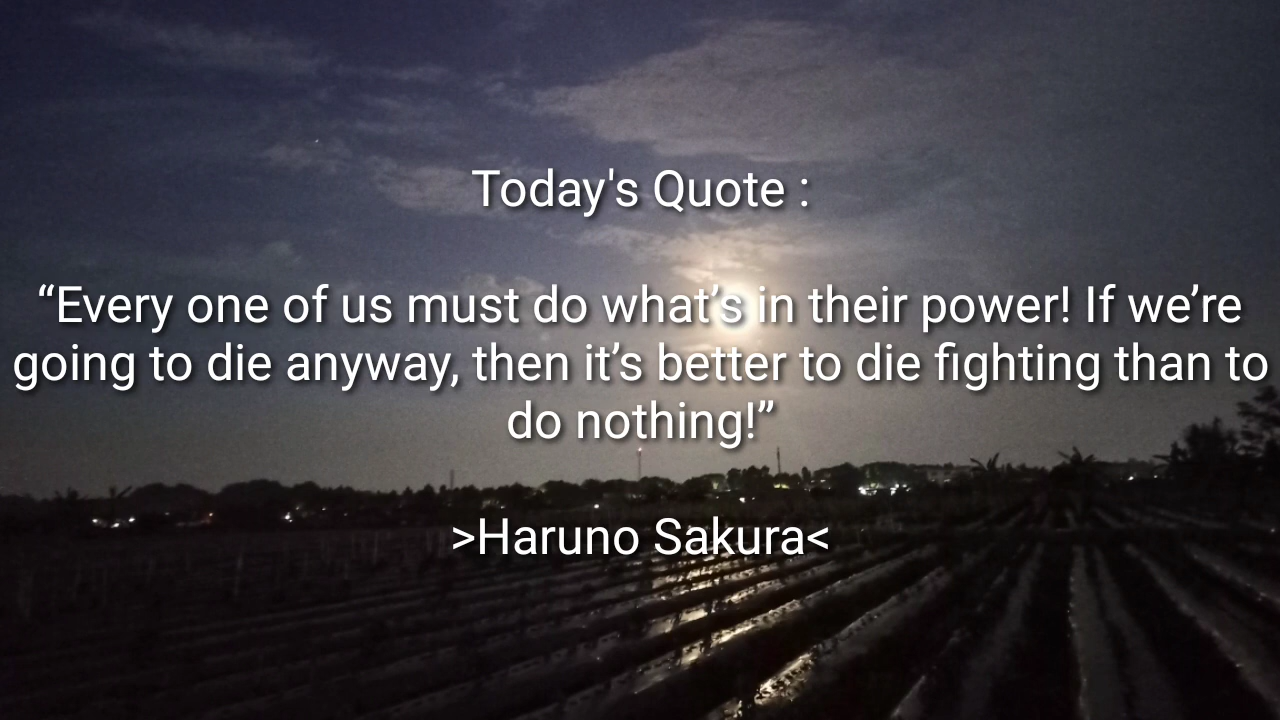 Today's Quote :
“Every one of us must do what’s in their power! If we’re
going to die anyway, then it’s better to die fighting than to
do nothing!”
>Haruno Sakura<